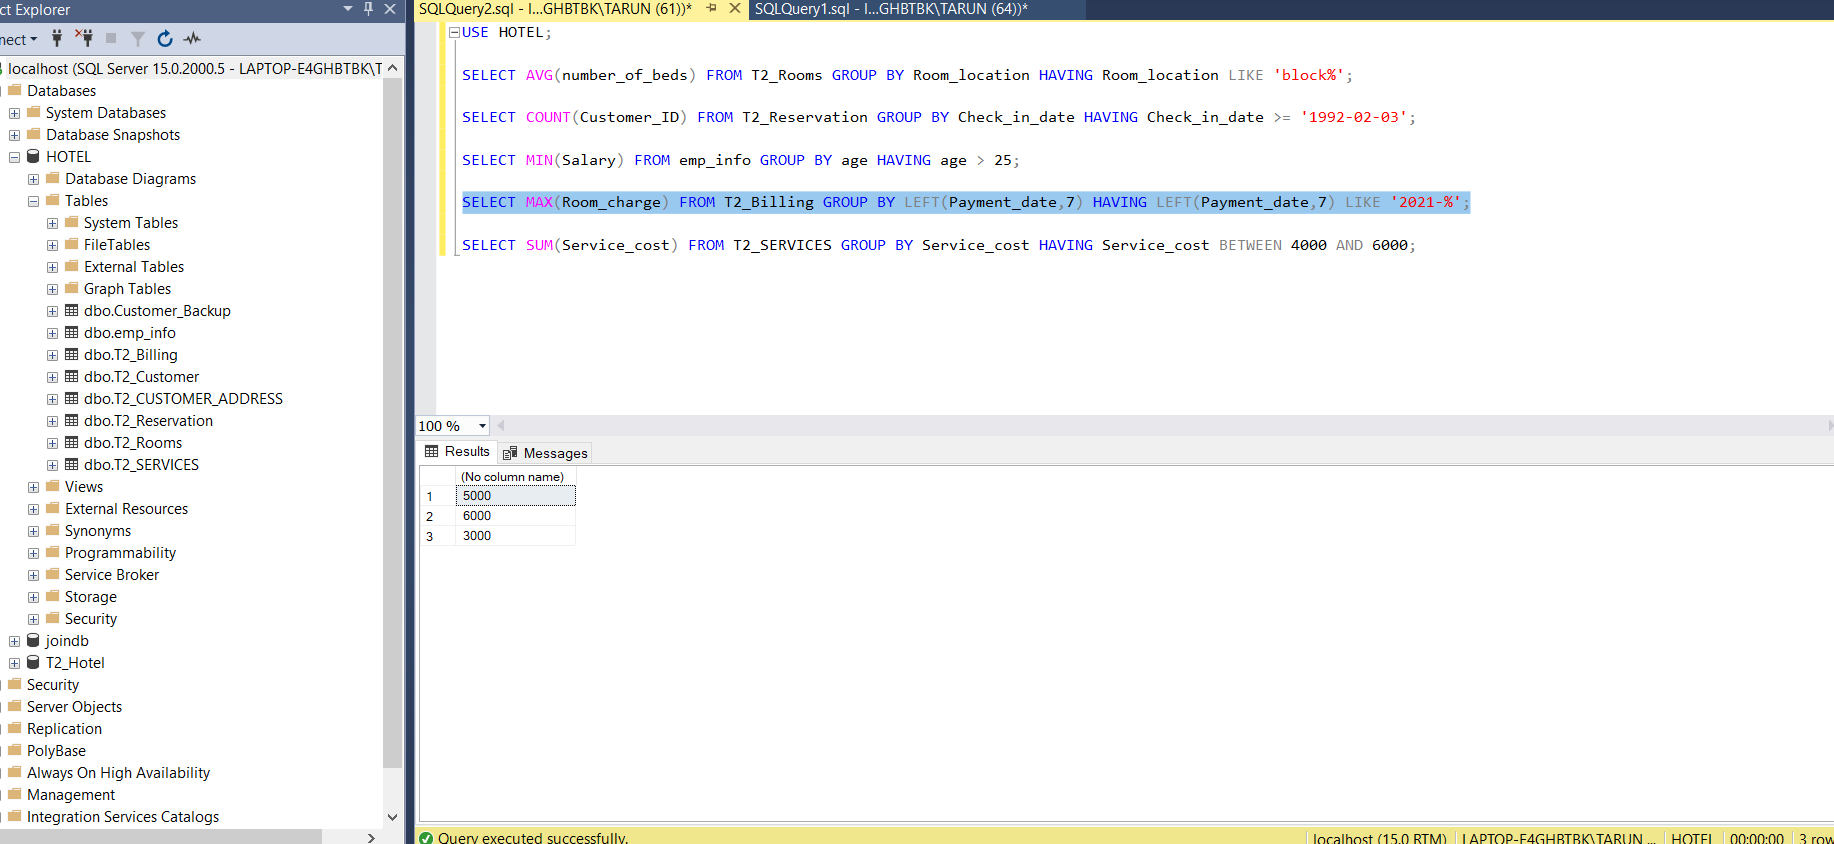 ct Explorer
nect
localhost (SQL Server 15.0.2000.5 - LAPTOP-E4GHBTBK\T
Databases
System Databases
Database Snapshots
HOTEL
Database Diagrams
Tables
System Tables
FileTables
External Tables
Graph Tables
dbo.Customer_Backup
dbo.emp_info
dbo.T2_Billing
dbo.T2_Customer
dbo.T2_CUSTOMER_ADDRESS
dbo.T2_Reservation
dbo.T2_Rooms
dbo.T2_SERVICES
Views
External Resources
Synonyms
Programmability
Service Broker
Storage
Security
joindb
T2_Hotel
Security
Server Objects
Replication
PolyBase
Always On High Availability
Management
Integration Services Catalogs
SQLQuery2.sql - l...GHBTBK\TARUN (61))* SQLQuery1.sql - l...GHBTBK\TARUN (64))*
USE HOTEL;
SELECT AVG(number_of_beds) FROM T2_Rooms GROUP BY Room_location HAVING Room_location LIKE 'block%';
SELECT COUNT(Customer_ID) FROM T2_Reservation GROUP BY Check_in_date HAVING Check_in_date >= '1992-02-03';
SELECT MIN(Salary) FROM emp_info GROUP BY age HAVING age > 25;
SELECT MAX(Room_charge) FROM T2_Billing GROUP BY LEFT(Payment_date,7) HAVING LEFT(Payment_date,7) LIKE '2021-%';
SELECT SUM(Service_cost) FROM T2_SERVICES GROUP BY Service_cost HAVING Service_cost BETWEEN 4000 AND 6000;
100 %
Results Messages
(No column name)
1 5000
2 6000
3 3000
Query executed successfully. localhost (15.0 RTM) LAPTOP-E4GHBTBK\TARUN ... HOTEL 00:00:00 3 row